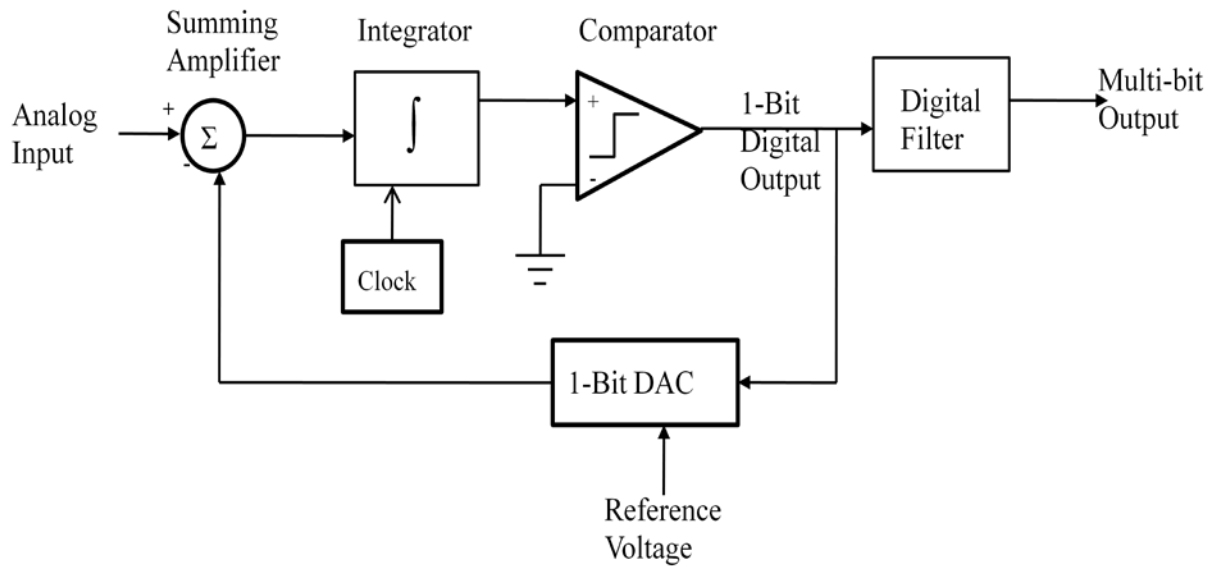 Summing
Amplifier
Integrator
Comparator
Analog
Input
+
-
Σ
∫
+
-
1-Bit
Digital
Output
Digital
Filter
Multi-bit
Output
Clock
1-Bit DAC
Reference
Voltage